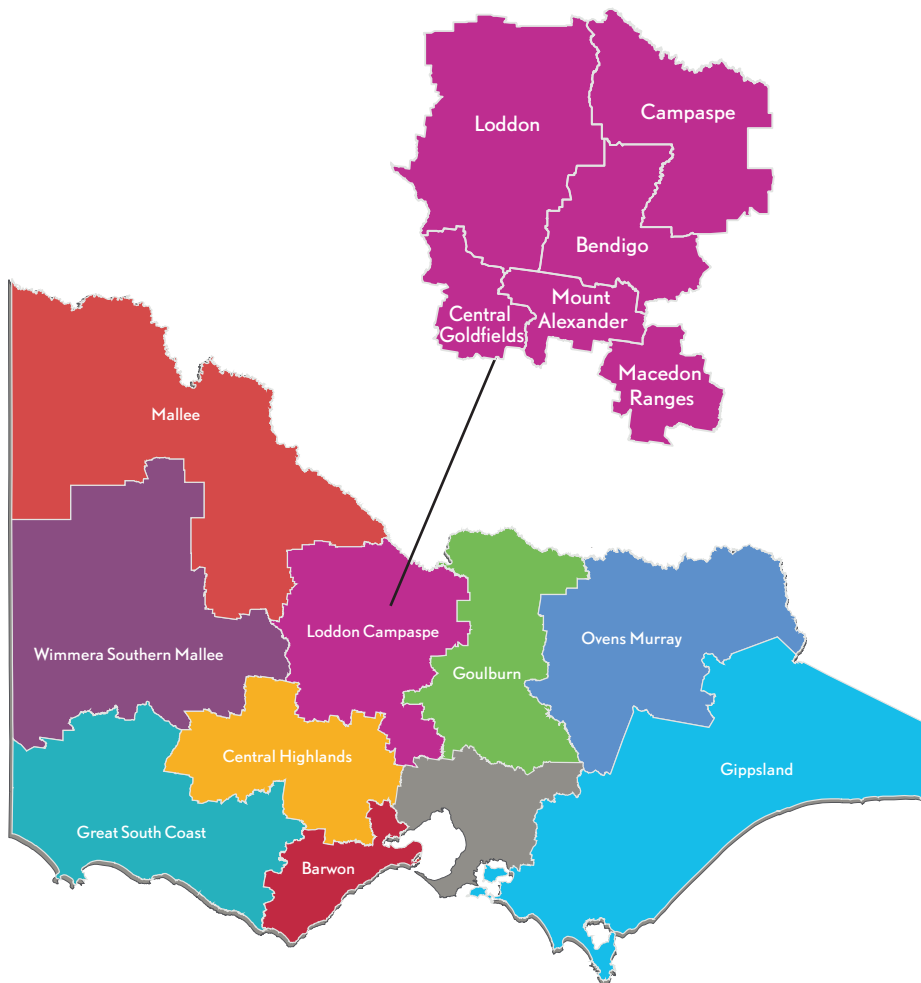 Campaspe
Loddon
Bendigo
Mount
Alexander
Central
Goldfields
Macedon
Ranges
Mallee
Loddon Campaspe
Ovens Murray
Wimmera Southern Mallee
Goulburn
Central Highlands
Gippsland
Great South Coast
Barwon